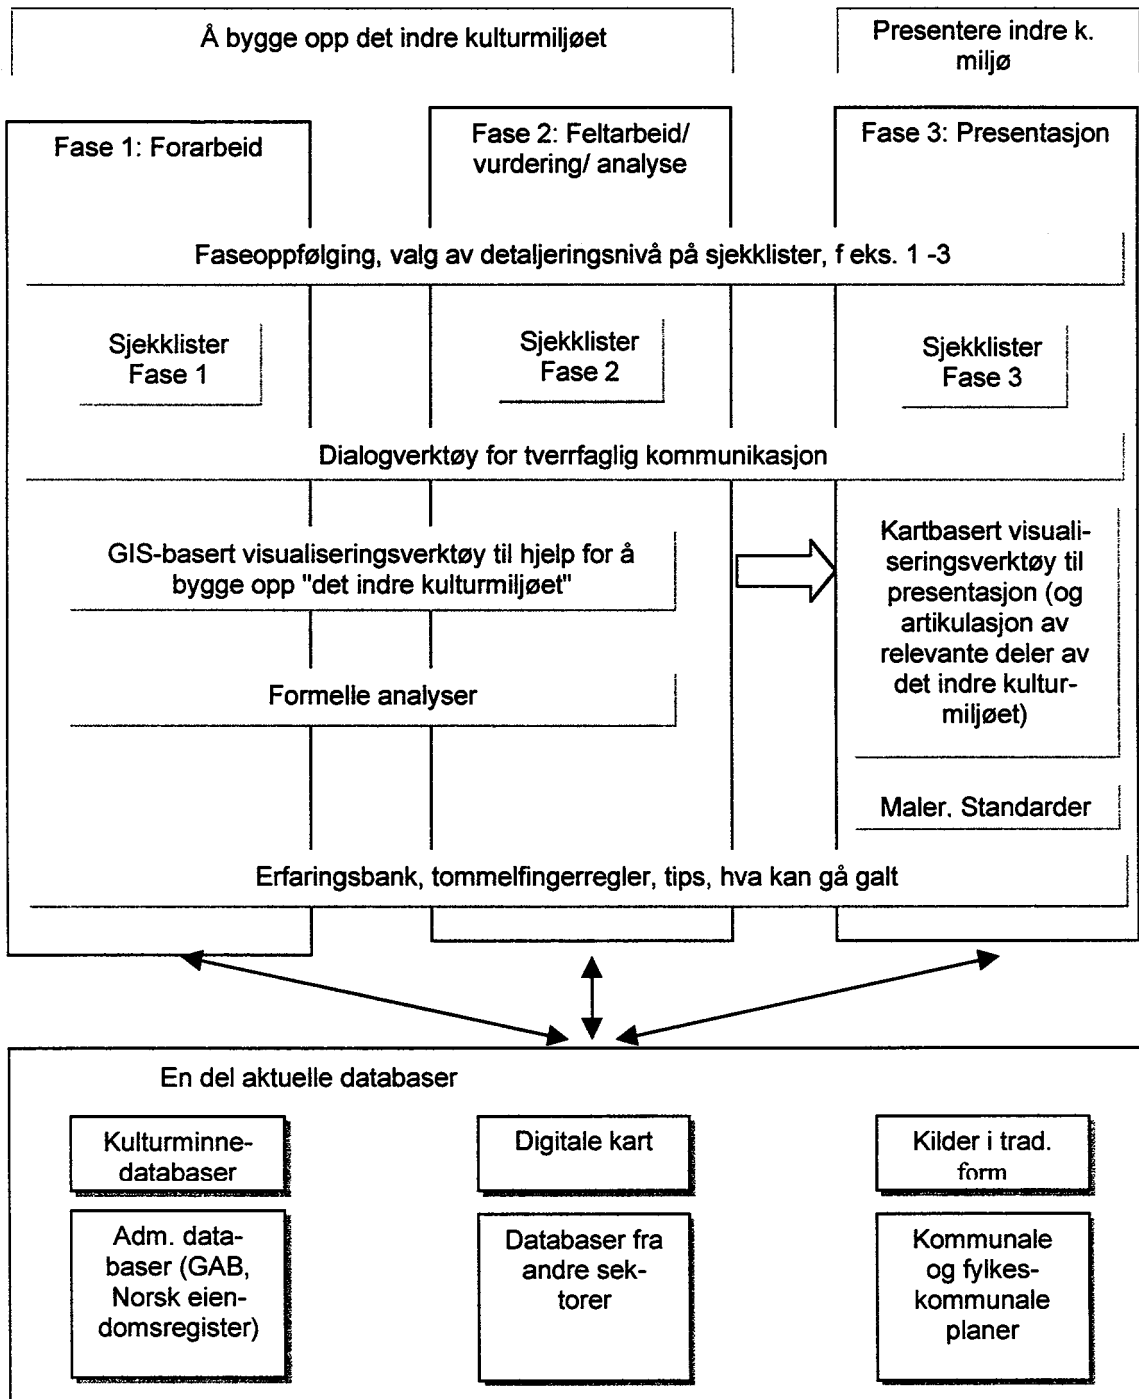 Å bygge opp det indre kulturmiljøet
Presentere indre k.
miljø
Fase 1: Forarbeid
Fase 2: Feltarbeid/
vurdering/ analyse
Fase 3: Presentasjon
Faseoppfølging, valg av detaljeringsnivå på sjekklister, f eks. 1 -3
Sjekklister
Fase 1
Sjekklister
Fase 2
Sjekklister
Fase 3
Dialogverktøy for tverrfaglig kommunikasjon
GIS-basert visualiseringsverktøy til hjelp for å
bygge opp "det indre kulturmiljøet"
Kartbasert visuali-
seringsverktøy til
presentasjon (og
artikulasjon av
relevante deler av
det indre kultur-
miljøet)
Formelle analyser
Maler, Standarder
Erfaringsbank, tommelfingerregler, tips, hva kan gå galt
En del aktuelle databaser
Kulturminne-
databaser
Digitale kart
Kilder i trad.
form
Adm. data-
baser (GAB,
Norsk eien-
domsregister)
Databaser fra
andre sek-
torer
Kommunale
og fylkes-
kommunale
planer